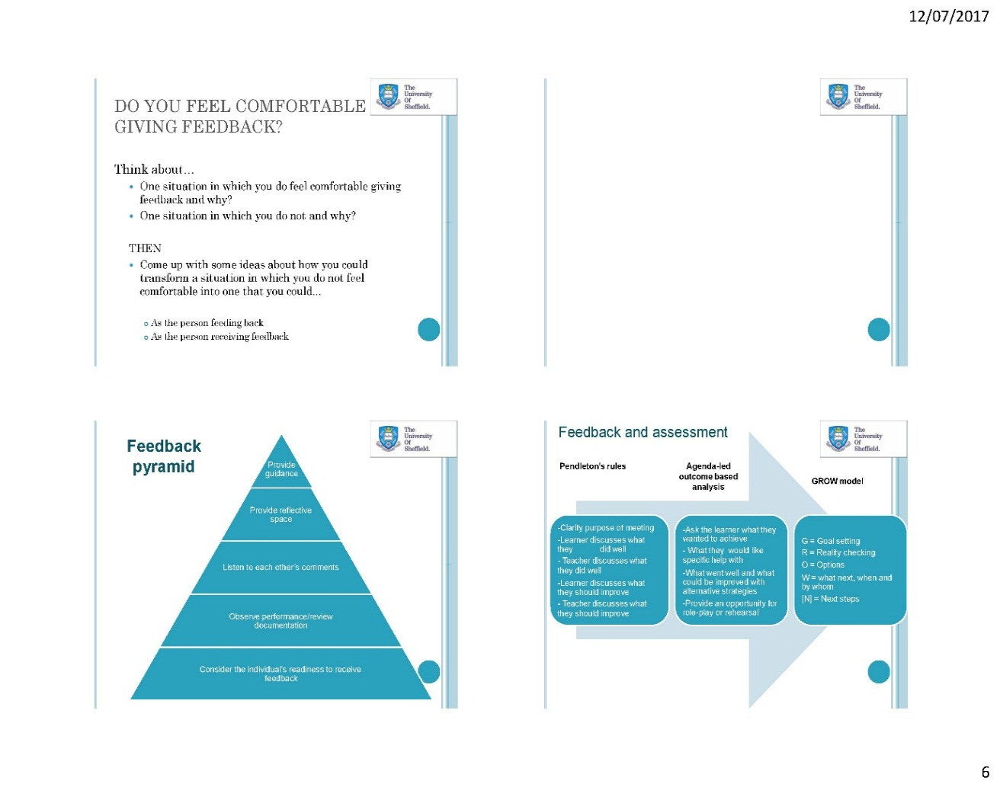 12/07/2017
DO YOU FEEL COMFORTABLE
GIVING FEEDBACK?
The
University
Of
Sheffield.
Think about...
• One situation in which you do feel comfortable giving
feedback and why?
• One situation in which you do not and why?
THEN
• Come up with some ideas about how you could
transform a situation in which you do not feel
comfortable into one that you could...
As the person feeding back
As the person receiving feedback
The
University
Of
Sheffield.
Feedback
pyramid
The
University
Of
Sheffield.
Provide
guidance
Provide reflective
space
Listen to each other's comments
Observe performance/review
documentation
Consider the individual's readiness to receive
feedback
Feedback and assessment
The
University
Of
Sheffield.
Pendleton's rules
-Clarify purpose of meeting
-Learner discusses what
they did well
- Teacher discusses what
they did well
-Learner discusses what
they should improve
- Teacher discusses what
they should improve
Agenda-led
outcome based
analysis
-Ask the learner what they
wanted to achieve
- What they would like
specific help with
-What went well and what
could be improved with
alternative strategies
-Provide an opportunity for
role-play or rehearsal
GROW model
G = Goal setting
R = Reality checking
O = Options
W = what next, when and
by whom
[N] = Next steps
6